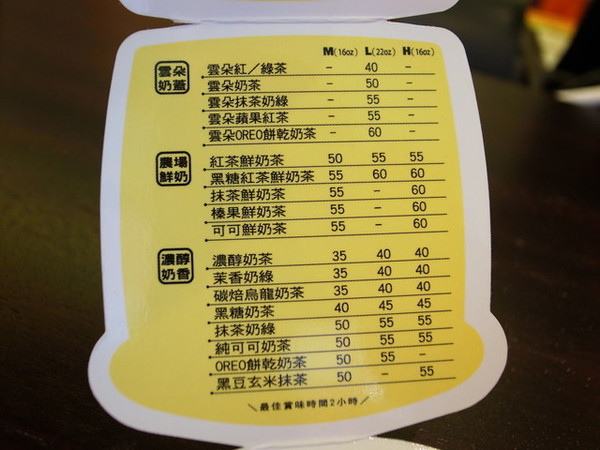 M(16oz) L(22oz) H(16oz)
雲朵奶蓋
雲朵紅／綠茶 - 40 -
雲朵奶茶 - 50 -
雲朵抹茶奶綠 - 55 -
雲朵蘋果紅茶 - 55 -
雲朵OREO餅乾奶茶 - 60 -
農場鮮奶
紅茶鮮奶茶 50 55 55
黑糖紅茶鮮奶茶 55 60 60
抹茶鮮奶茶 55 - 60
榛果鮮奶茶 55 - 60
可可鮮奶茶 55 - 60
濃醇奶香
濃醇奶茶 35 40 40
茉香奶綠 35 40 40
碳焙烏龍奶茶 35 40 40
黑糖奶茶 40 45 45
抹茶奶綠 50 55 55
純可可奶茶 50 55 55
OREO餅乾奶茶 50 55 -
黑豆玄米抹茶 50 - 55
＼最佳賞味時間2小時／